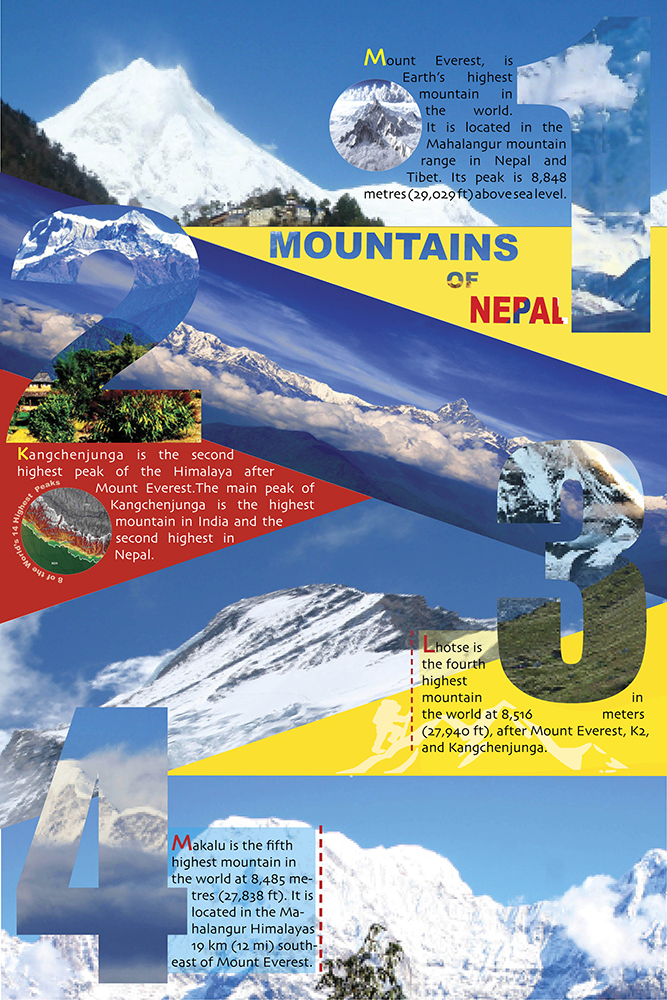 1
Mount Everest, is
Earth's highest
mountain in
the world.
It is located in the
Mahalangur mountain
range in Nepal and
Tibet. Its peak is 8,848
metres (29,029 ft) above sea level.
MOUNTAINS
OF
NEPAL
2
Kangchenjunga is the second
highest peak of the Himalaya after
Mount Everest.The main peak of
Kangchenjunga is the highest
mountain in India and the
second highest in
Nepal.
8 of the World's 14 Highest Peaks
3
Lhotse is
the fourth
highest
mountain in
the world at 8,516 meters
(27,940 ft), after Mount Everest, K2,
and Kangchenjunga.
4
Makalu is the fifth
highest mountain in
the world at 8,485 me-
tres (27,838 ft). It is
located in the Ma-
halangur Himalayas
19 km (12 mi) south-
east of Mount Everest.